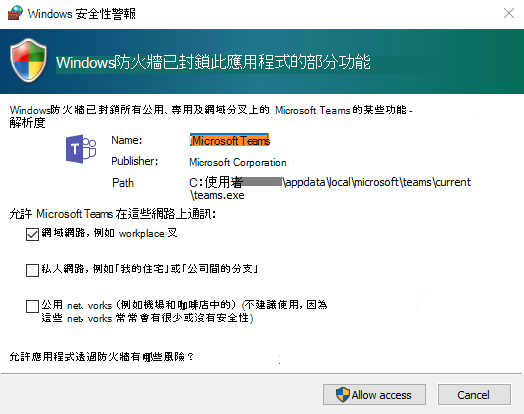 Windows 安全性警報
Windows防火牆已封鎖此應用程式的部分功能
Windows防火牆已封鎖所有公用、專用及網域分叉上的 Microsoft Teams 的某些功能 -
解析度
Name: Microsoft Teams
Publisher: Microsoft Corporation
Path C:使用者 \appdata\local\microsoft\teams\current
\teams.exe
允許 Microsoft Teams 在這些網路上通訊:
網域網路，例如 workplace 叉
私人網路，例如「我的住宅」或「公司間的分支」
公用 net. works (例如機場和咖啡店中的) (不建議使用，因為
這些 net. works 常常會有很少或沒有安全性)
允許應用程式透過防火牆有哪些風險？
Allow access Cancel